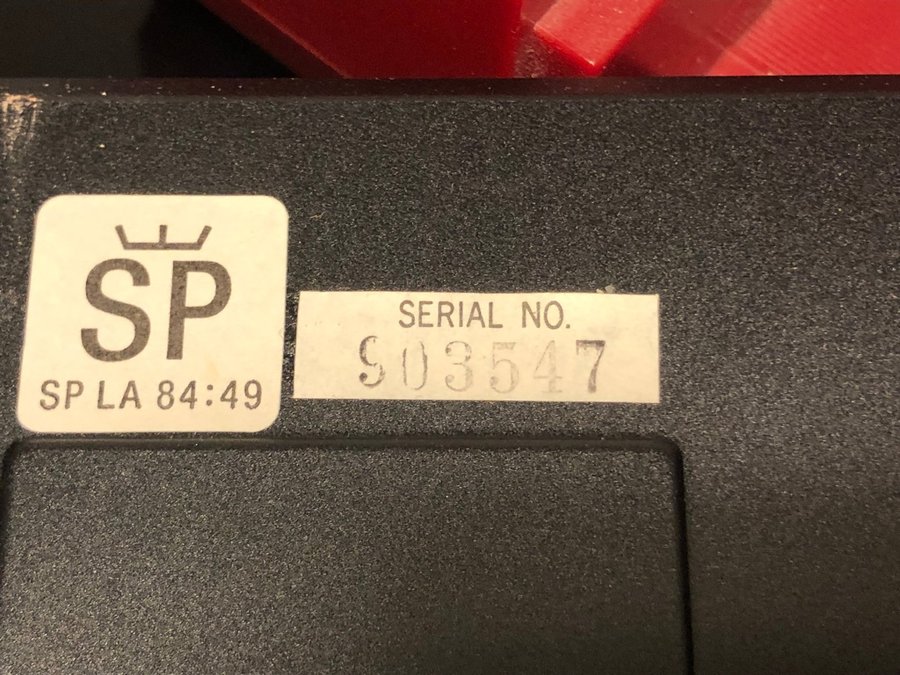 SP
SP LA 84:49
SERIAL NO.
903547